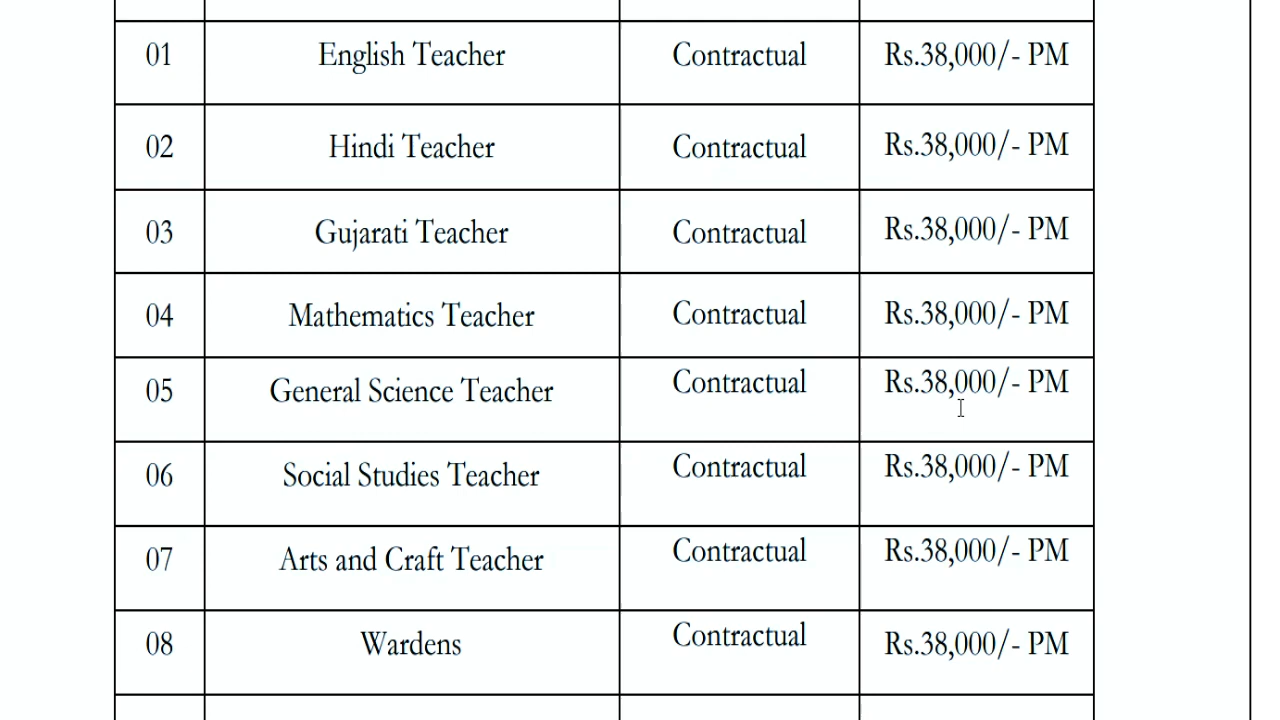 01 English Teacher Contractual Rs.38,000/- PM
02 Hindi Teacher Contractual Rs.38,000/- PM
03 Gujarati Teacher Contractual Rs.38,000/- PM
04 Mathematics Teacher Contractual Rs.38,000/- PM
05 General Science Teacher Contractual Rs.38,000/- PM
06 Social Studies Teacher Contractual Rs.38,000/- PM
07 Arts and Craft Teacher Contractual Rs.38,000/- PM
08 Wardens Contractual Rs.38,000/- PM